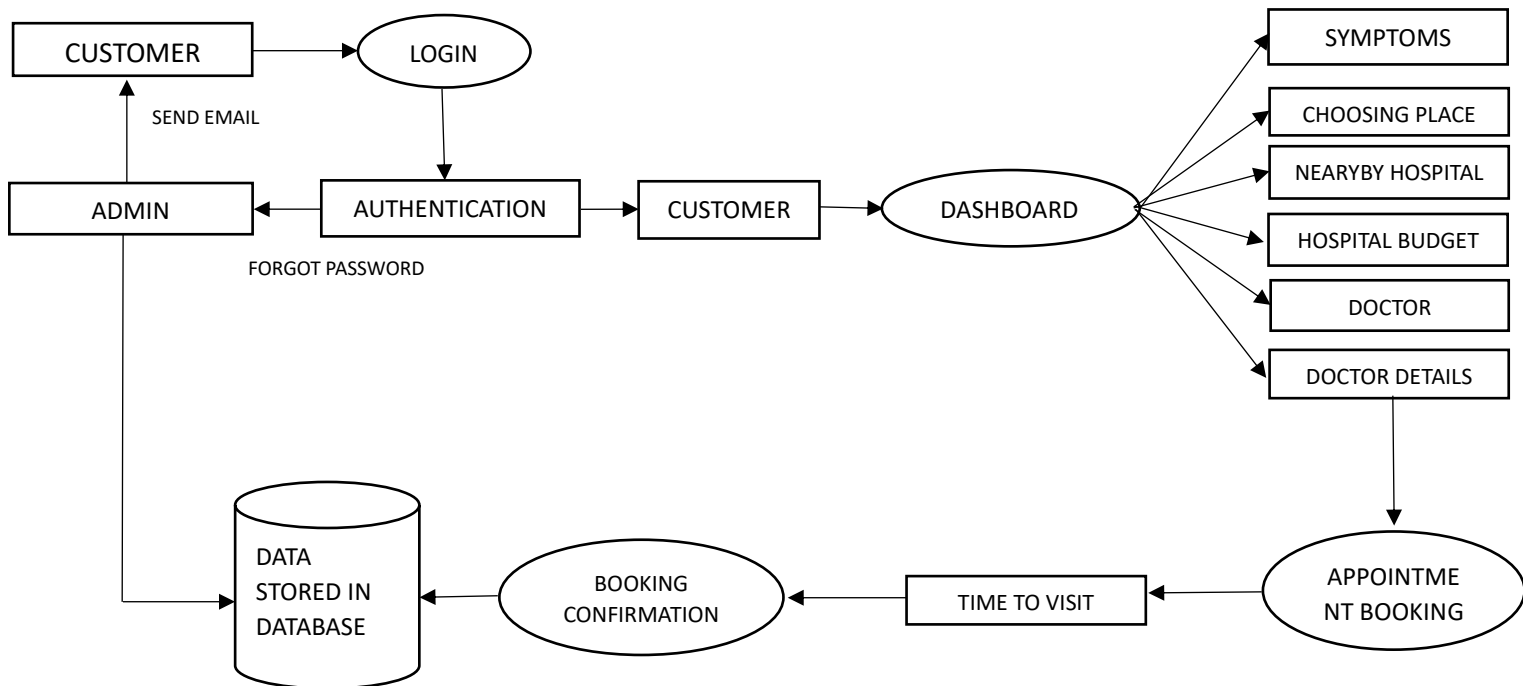 CUSTOMER
LOGIN
SYMPTOMS
SEND EMAIL
CHOOSING PLACE
NEARYBY HOSPITAL
ADMIN
AUTHENTICATION
CUSTOMER
DASHBOARD
HOSPITAL BUDGET
FORGOT PASSWORD
DOCTOR
DOCTOR DETAILS
DATA
STORED IN
DATABASE
BOOKING
CONFIRMATION
TIME TO VISIT
APPOINTME
NT BOOKING